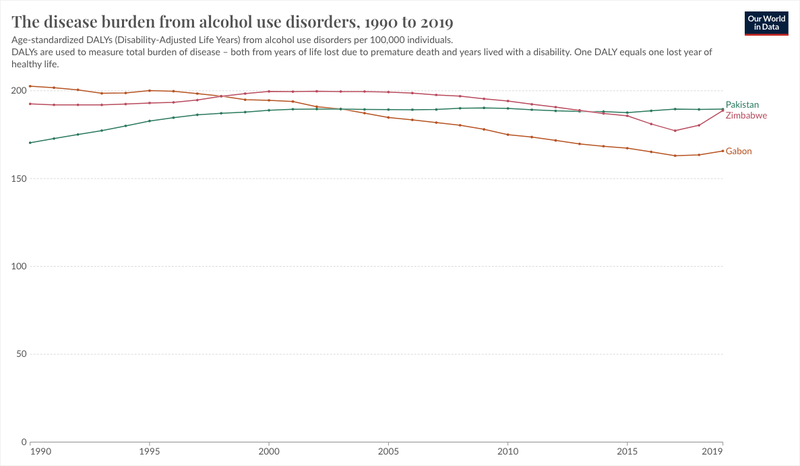 The disease burden from alcohol use disorders, 1990 to 2019
Our World
in Data
Age-standardized DALYs (Disability-Adjusted Life Years) from alcohol use disorders per 100,000 individuals.
DALYs are used to measure total burden of disease – both from years of life lost due to premature death and years lived with a disability. One DALY equals one lost year of
healthy life.
200
150
100
50
0
Pakistan
Zimbabwe
Gabon
1990
1995
2000
2005
2010
2015
2019